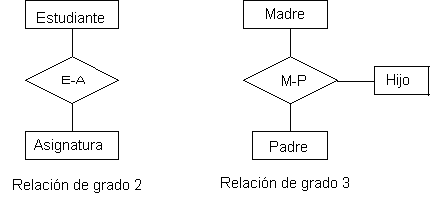 Estudiante
E-A
Asignatura
Relación de grado 2
Madre
M-P
Hijo
Padre
Relación de grado 3